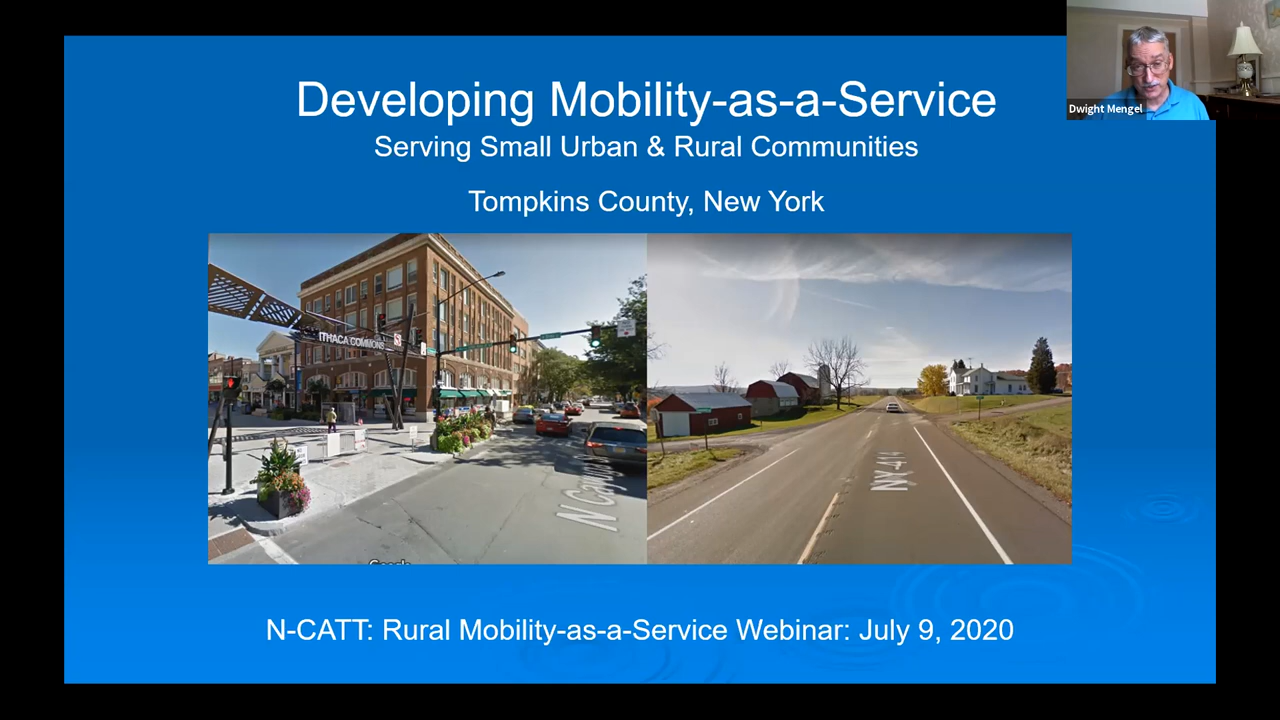 Developing Mobility-as-a-Service
Serving Small Urban & Rural Communities
Tompkins County, New York
Dwight Mengel
ITHACA COMMONS
N Cayuga
NY-414
Google
N-CATT: Rural Mobility-as-a-Service Webinar: July 9, 2020